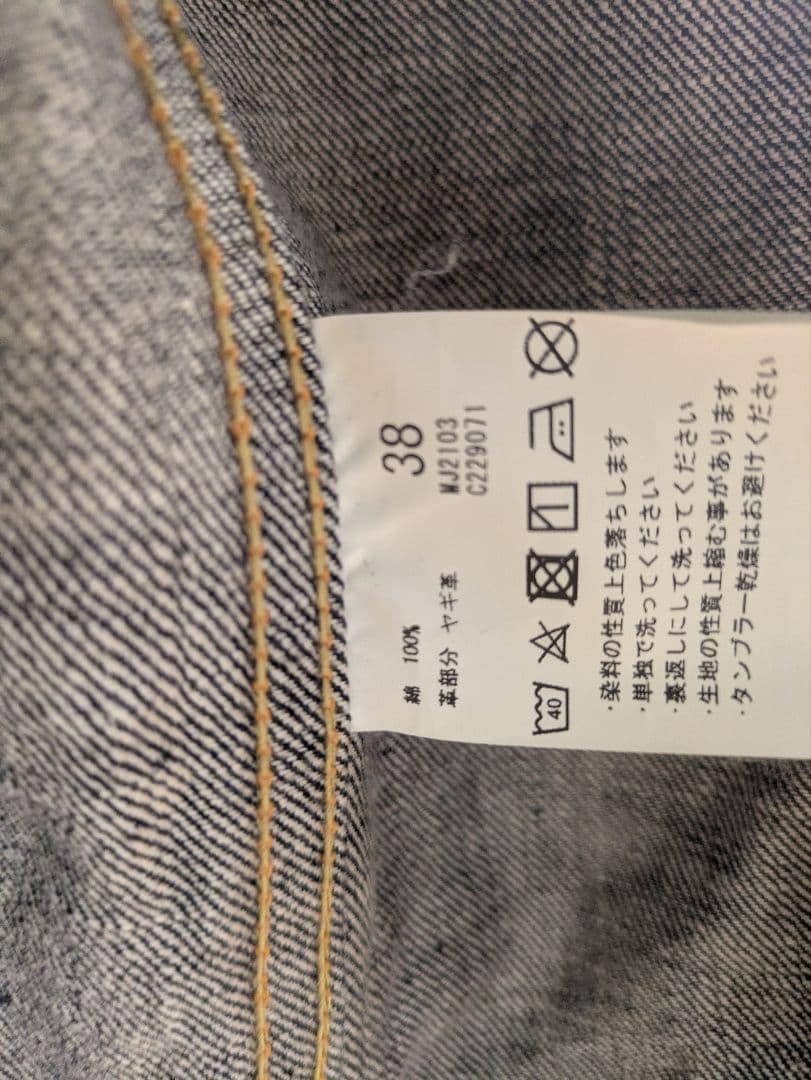 38
綿 100%
MJ2103
革部分 ヤギ革
C229071
40
・染料の性質上色落ちします
・単独で洗ってください
・裏返しにして洗ってください
・生地の性質上縮む事があります
・タンブラー乾燥はお避けください